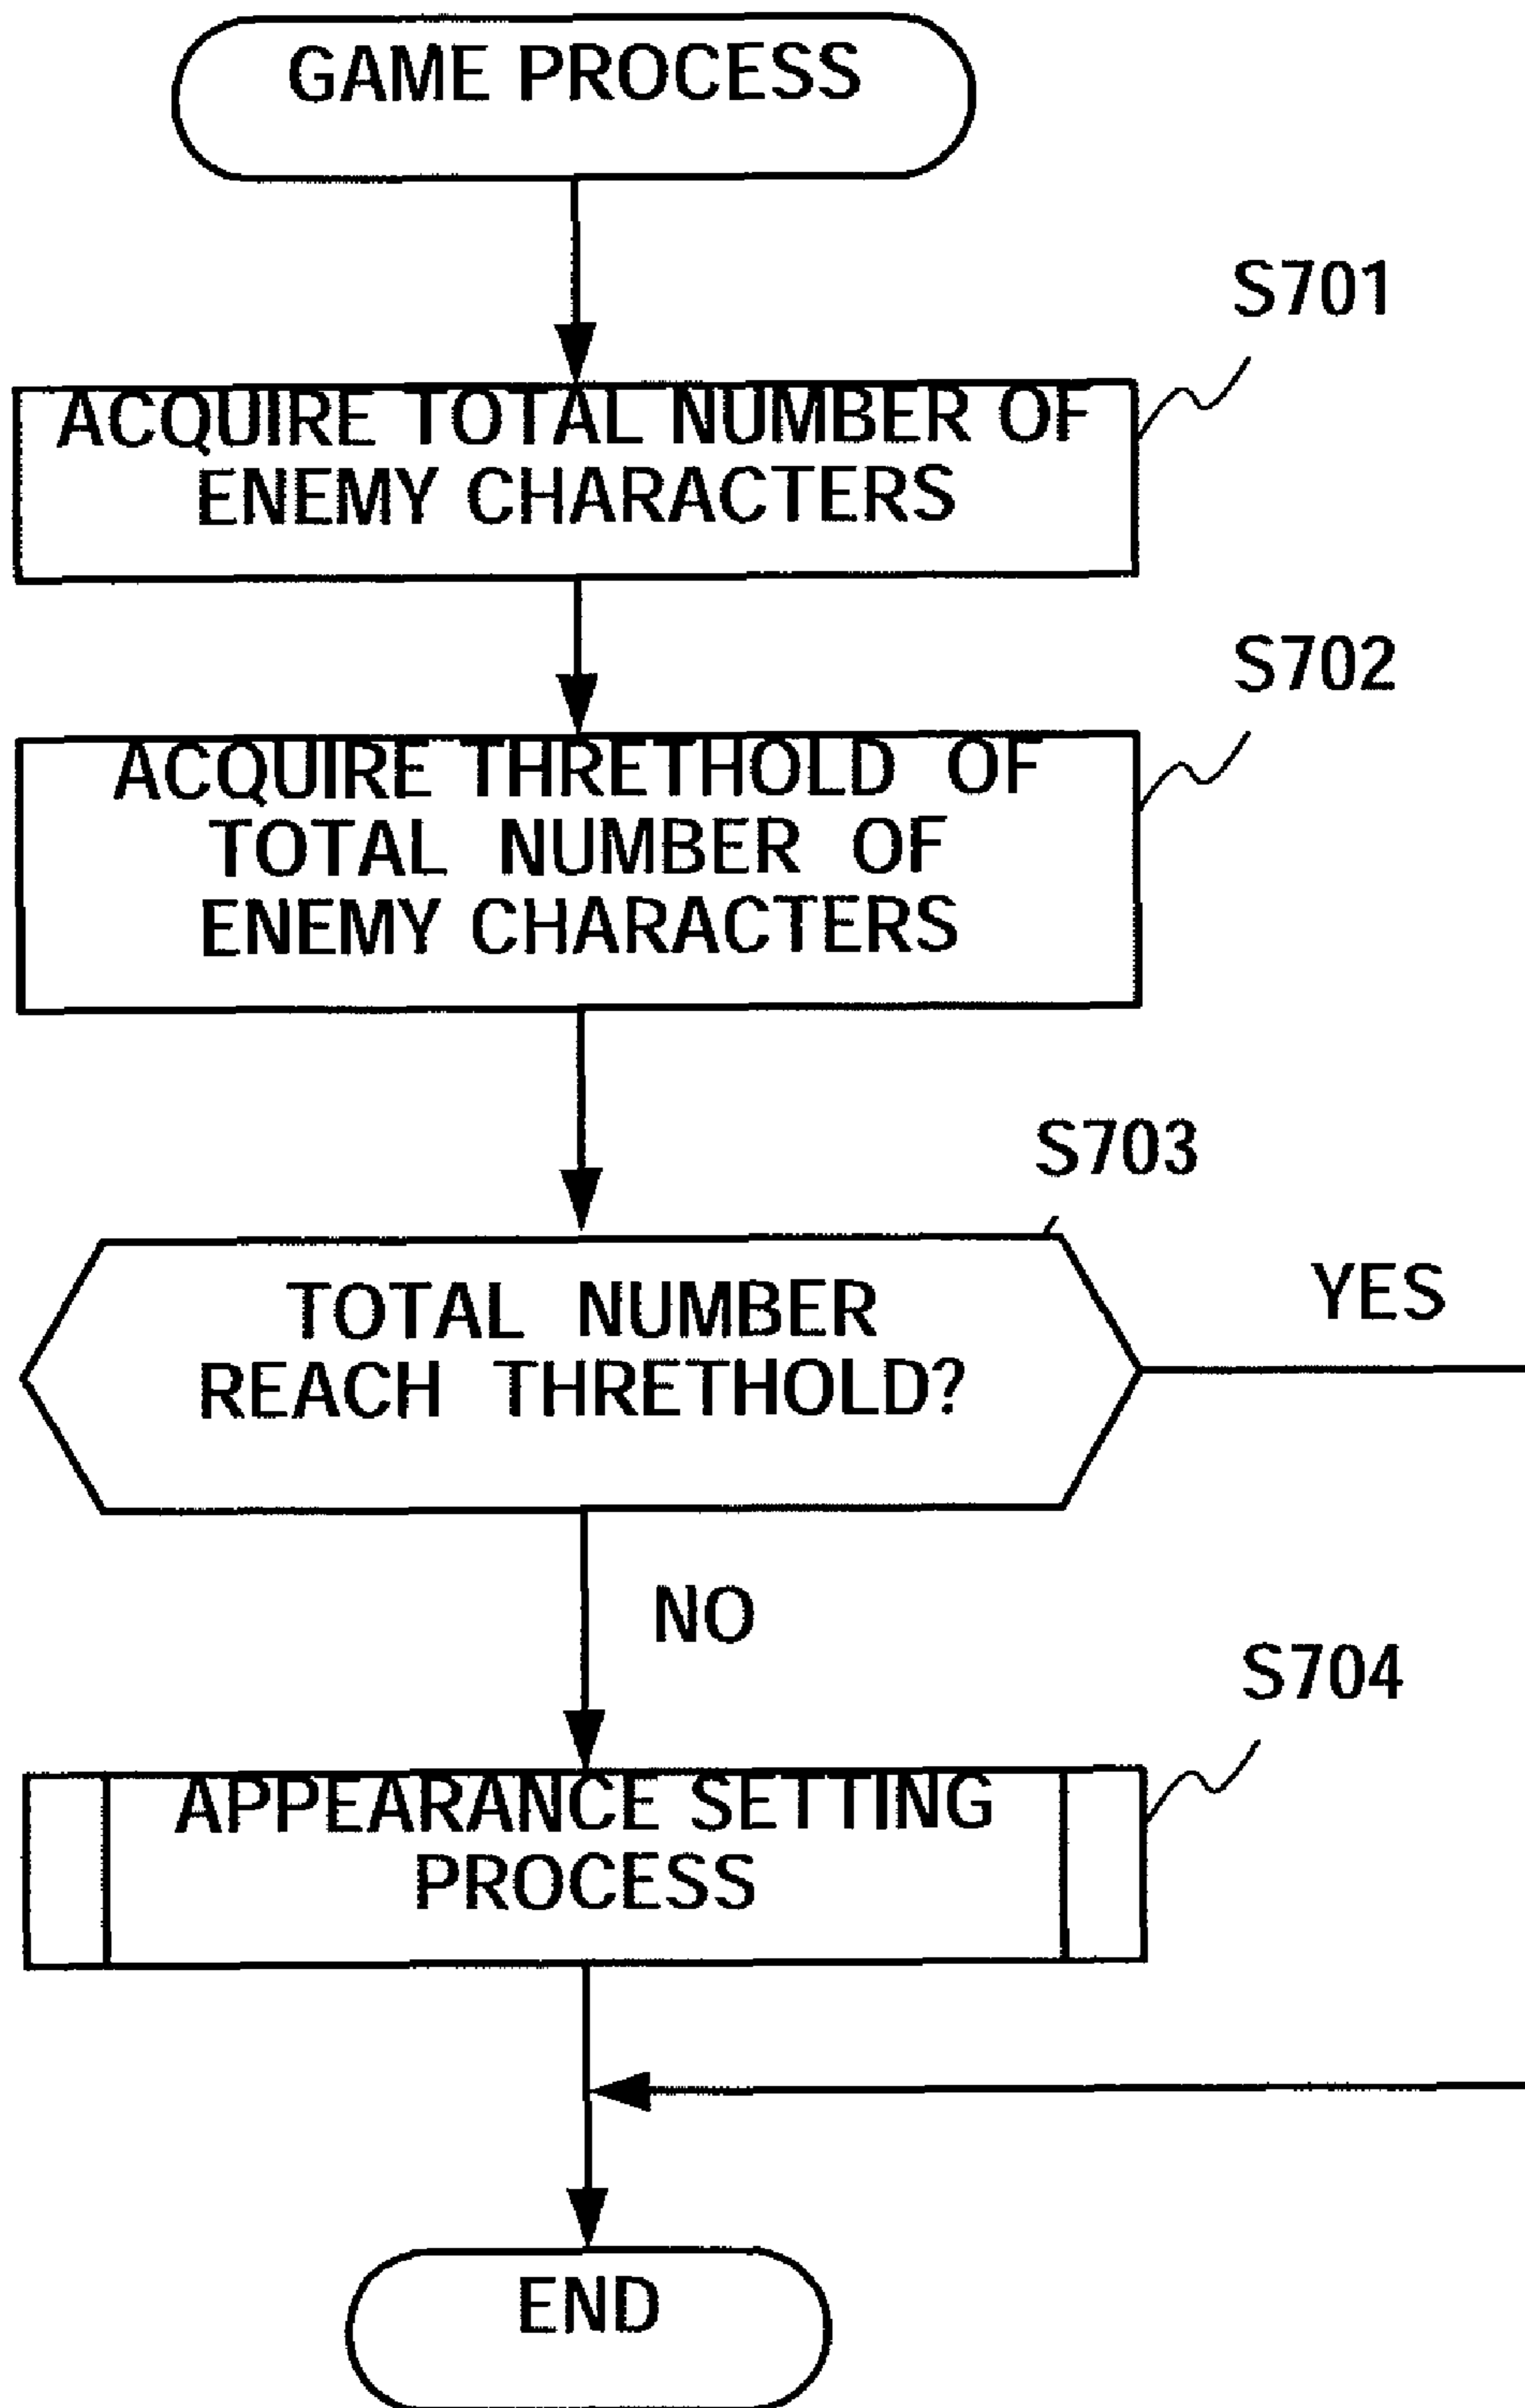 GAME PROCESS
S701
ACQUIRE TOTAL NUMBER OF
ENEMY CHARACTERS
S702
ACQUIRE THRETHOLD OF
TOTAL NUMBER OF
ENEMY CHARACTERS
S703
TOTAL NUMBER
REACH THRETHOLD?
YES
NO
S704
APPEARANCE SETTING
PROCESS
END